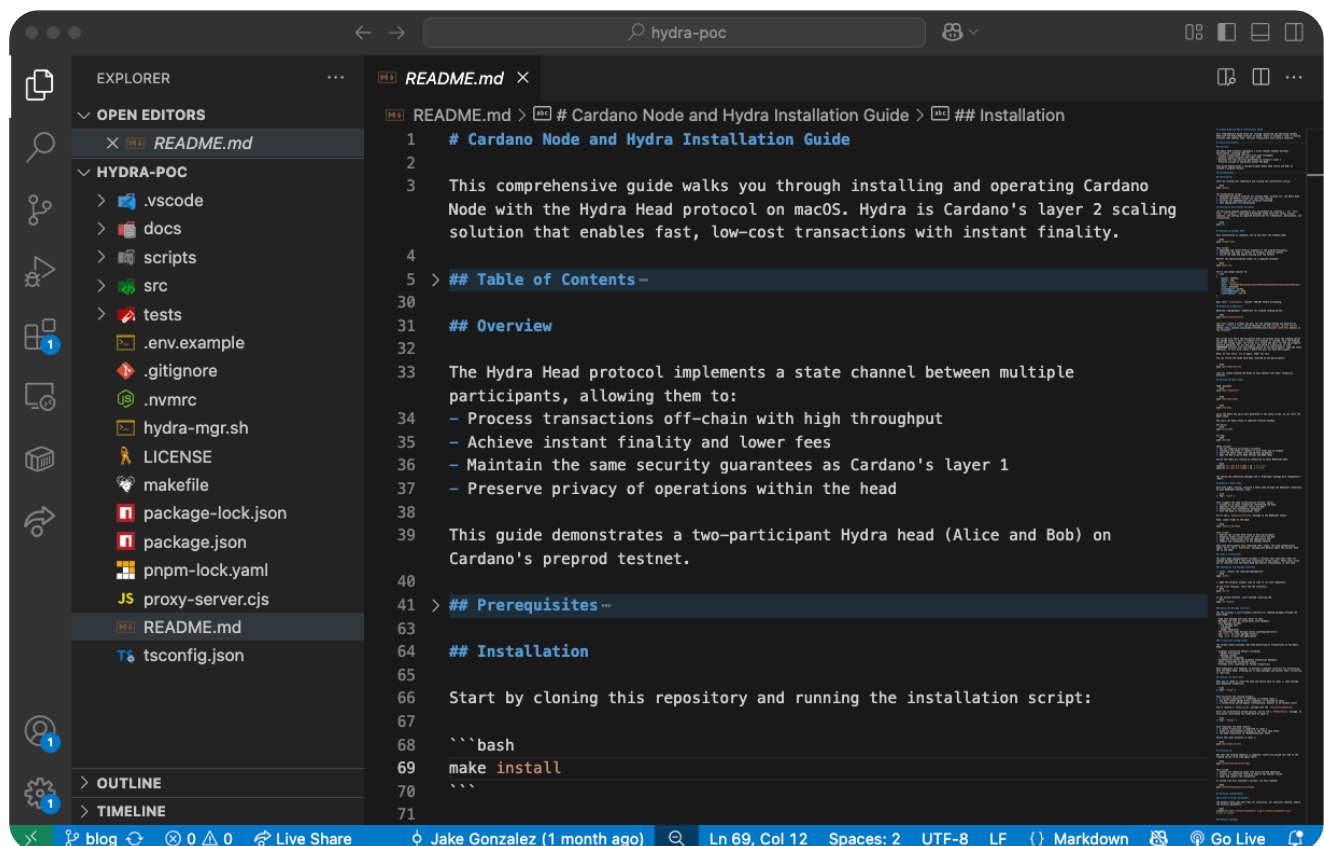 hydra-poc
EXPLORER
OPEN EDITORS
README.md
HYDRA-POC
.vscode
docs
scripts
src
tests
.env.example
.gitignore
.nvmrc
hydra-mgr.sh
LICENSE
makefile
package-lock.json
package.json
pnpm-lock.yaml
JS proxy-server.cjs
README.md
TS tsconfig.json
OUTLINE
TIMELINE
1
1
1
README.md
README.md > # Cardano Node and Hydra Installation Guide > ## Installation
1 # Cardano Node and Hydra Installation Guide
2
3 This comprehensive guide walks you through installing and operating Cardano
Node with the Hydra Head protocol on macOS. Hydra is Cardano's layer 2 scaling
solution that enables fast, low-cost transactions with instant finality.
4
5 > ## Table of Contents…
30
31 ## Overview
32
33 The Hydra Head protocol implements a state channel between multiple
participants, allowing them to:
34 - Process transactions off-chain with high throughput
35 - Achieve instant finality and lower fees
36 - Maintain the same security guarantees as Cardano's layer 1
37 - Preserve privacy of operations within the head
38
39 This guide demonstrates a two-participant Hydra head (Alice and Bob) on
Cardano's preprod testnet.
40
41 > ## Prerequisites…
63
64 ## Installation
65
66 Start by cloning this repository and running the installation script:
67
68 ```bash
69 make install
70 ```
71
blog 0 0 Live Share Jake Gonzalez (1 month ago) Ln 69, Col 12 Spaces: 2 UTF-8 LF {} Markdown Go Live